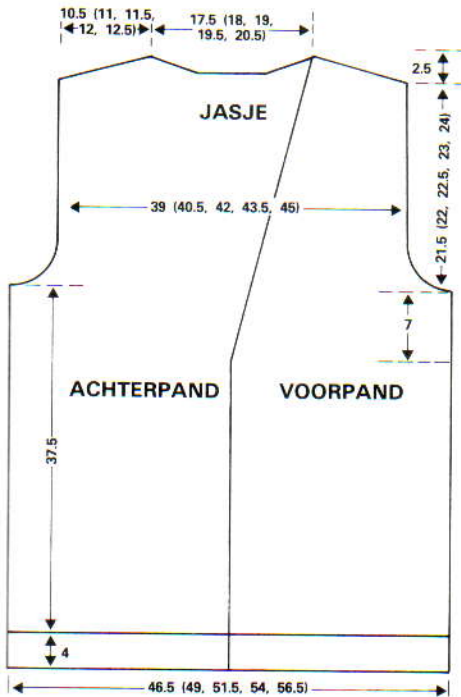 10.5 (11, 11.5,
12, 12.5)
17.5 (18, 19,
19.5, 20.5)
2.5
JASJE
21.5 (22, 22.5, 23, 24)
39 (40.5, 42, 43.5, 45)
7
ACHTERPAND
VOORPAND
37.5
4
46.5 (49, 51.5, 54, 56.5)